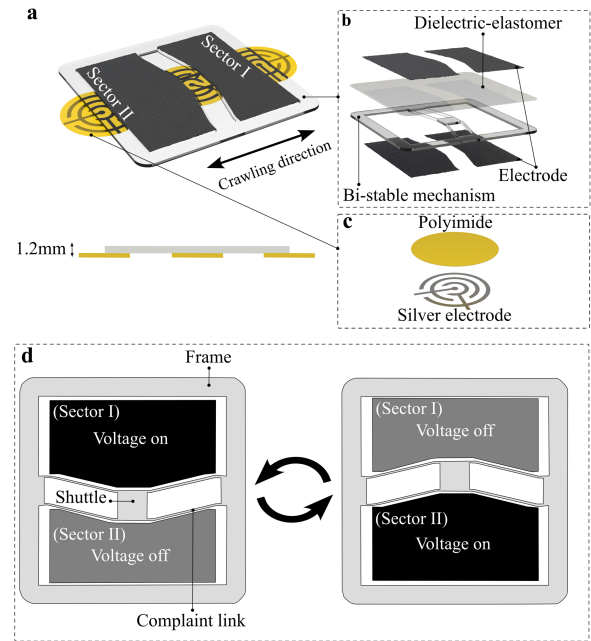 a
Sector I
Sector II
Crawling direction
1.2mm
b
Dielectric-elastomer
Electrode
Bi-stable mechanism
c
Polyimide
Silver electrode
d
Frame
(Sector I)
Voltage on
Shuttle
(Sector II)
Voltage off
Complaint link
(Sector I)
Voltage off
(Sector II)
Voltage on